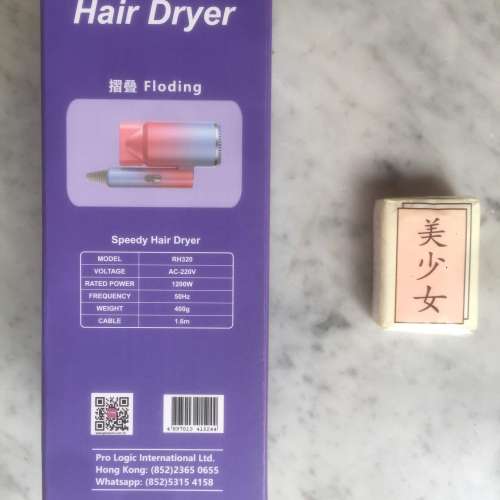 Hair Dryer
摺疊 Floding
Speedy Hair Dryer
MODEL RH320
VOLTAGE AC-220V
RATED POWER 1200W
FREQUENCY 50Hz
WEIGHT 400g
CABLE 1.6m
Pro Logic International Ltd.
Hong Kong: (852)2365 0655
Whatsapp: (852)5315 4158
美少女